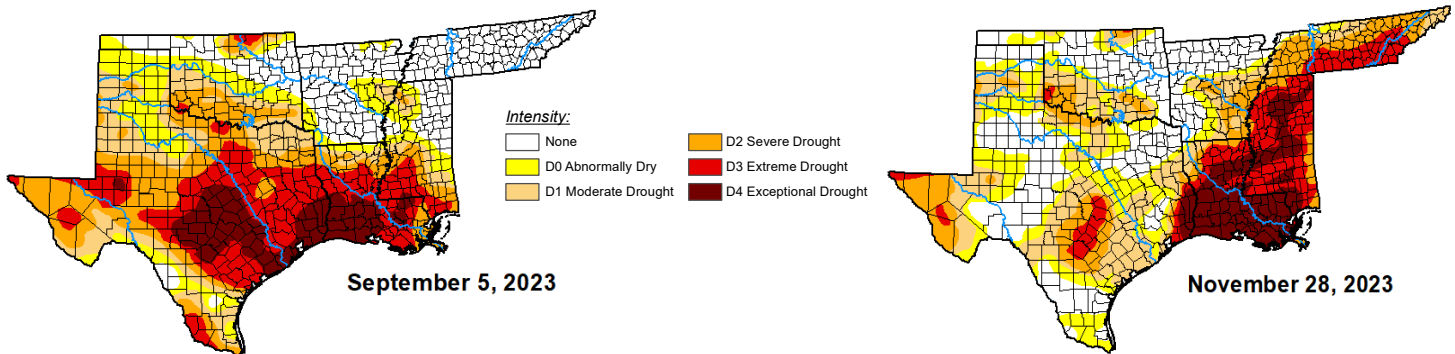 Intensity:
None
D0 Abnormally Dry
D1 Moderate Drought
D2 Severe Drought
D3 Extreme Drought
D4 Exceptional Drought
September 5, 2023
November 28, 2023